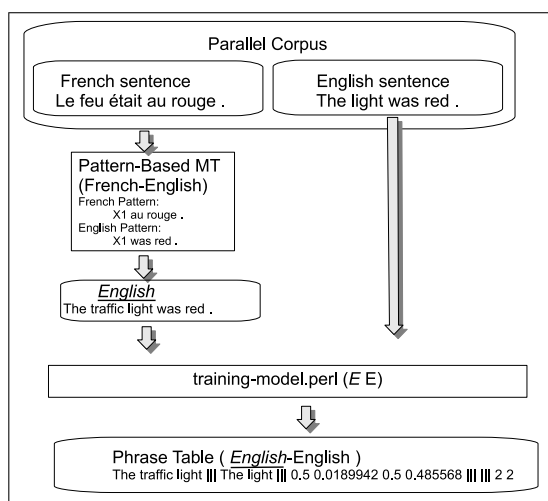 Parallel Corpus
French sentence
Le feu était au rouge .
English sentence
The light was red .
Pattern-Based MT
(French-English)
French Pattern:
X1 au rouge .
English Pattern:
X1 was red .
English
The traffic light was red .
training-model.perl (E E)
Phrase Table ( English-English )
The traffic light ||| The light ||| 0.5 0.0189942 0.5 0.485568 ||| ||| 2 2